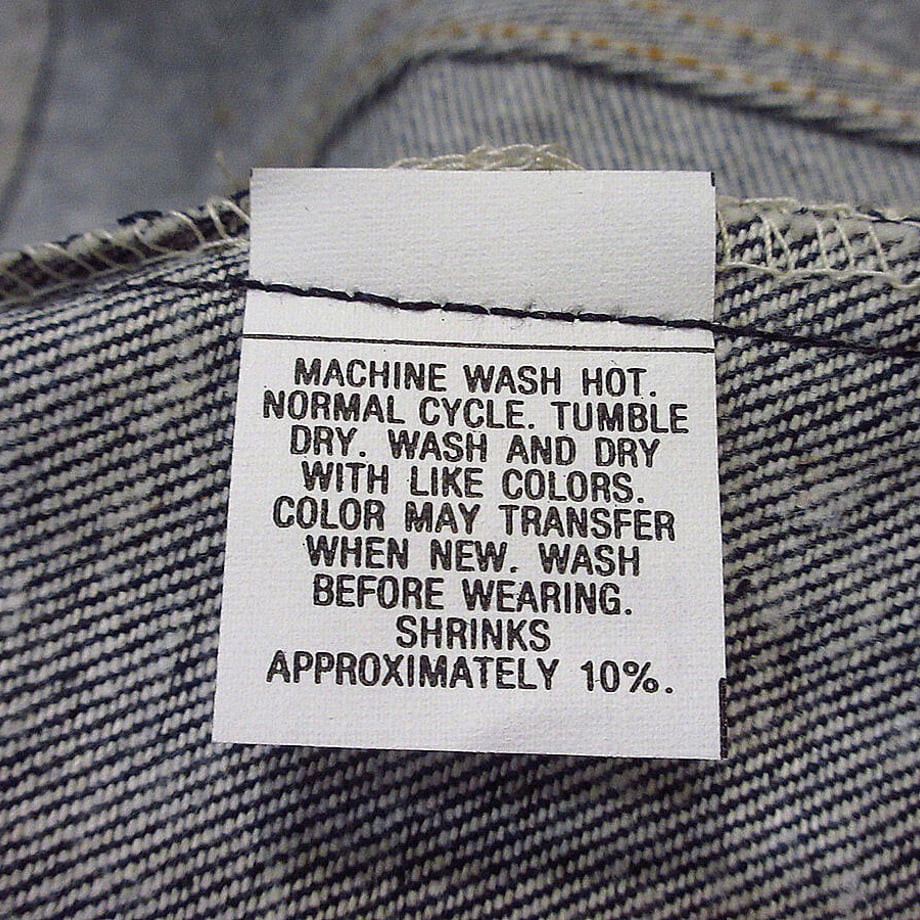 MACHINE WASH HOT.
NORMAL CYCLE. TUMBLE
DRY. WASH AND DRY
WITH LIKE COLORS.
COLOR MAY TRANSFER
WHEN NEW. WASH
BEFORE WEARING.
SHRINKS
APPROXIMATELY 10%.